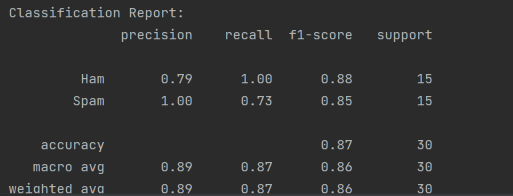 Classification Report:
precision recall f1-score support
Ham 0.79 1.00 0.88 15
Spam 1.00 0.73 0.85 15
accuracy 0.87 30
macro avg 0.89 0.87 0.86 30
weighted avg 0.89 0.87 0.86 30